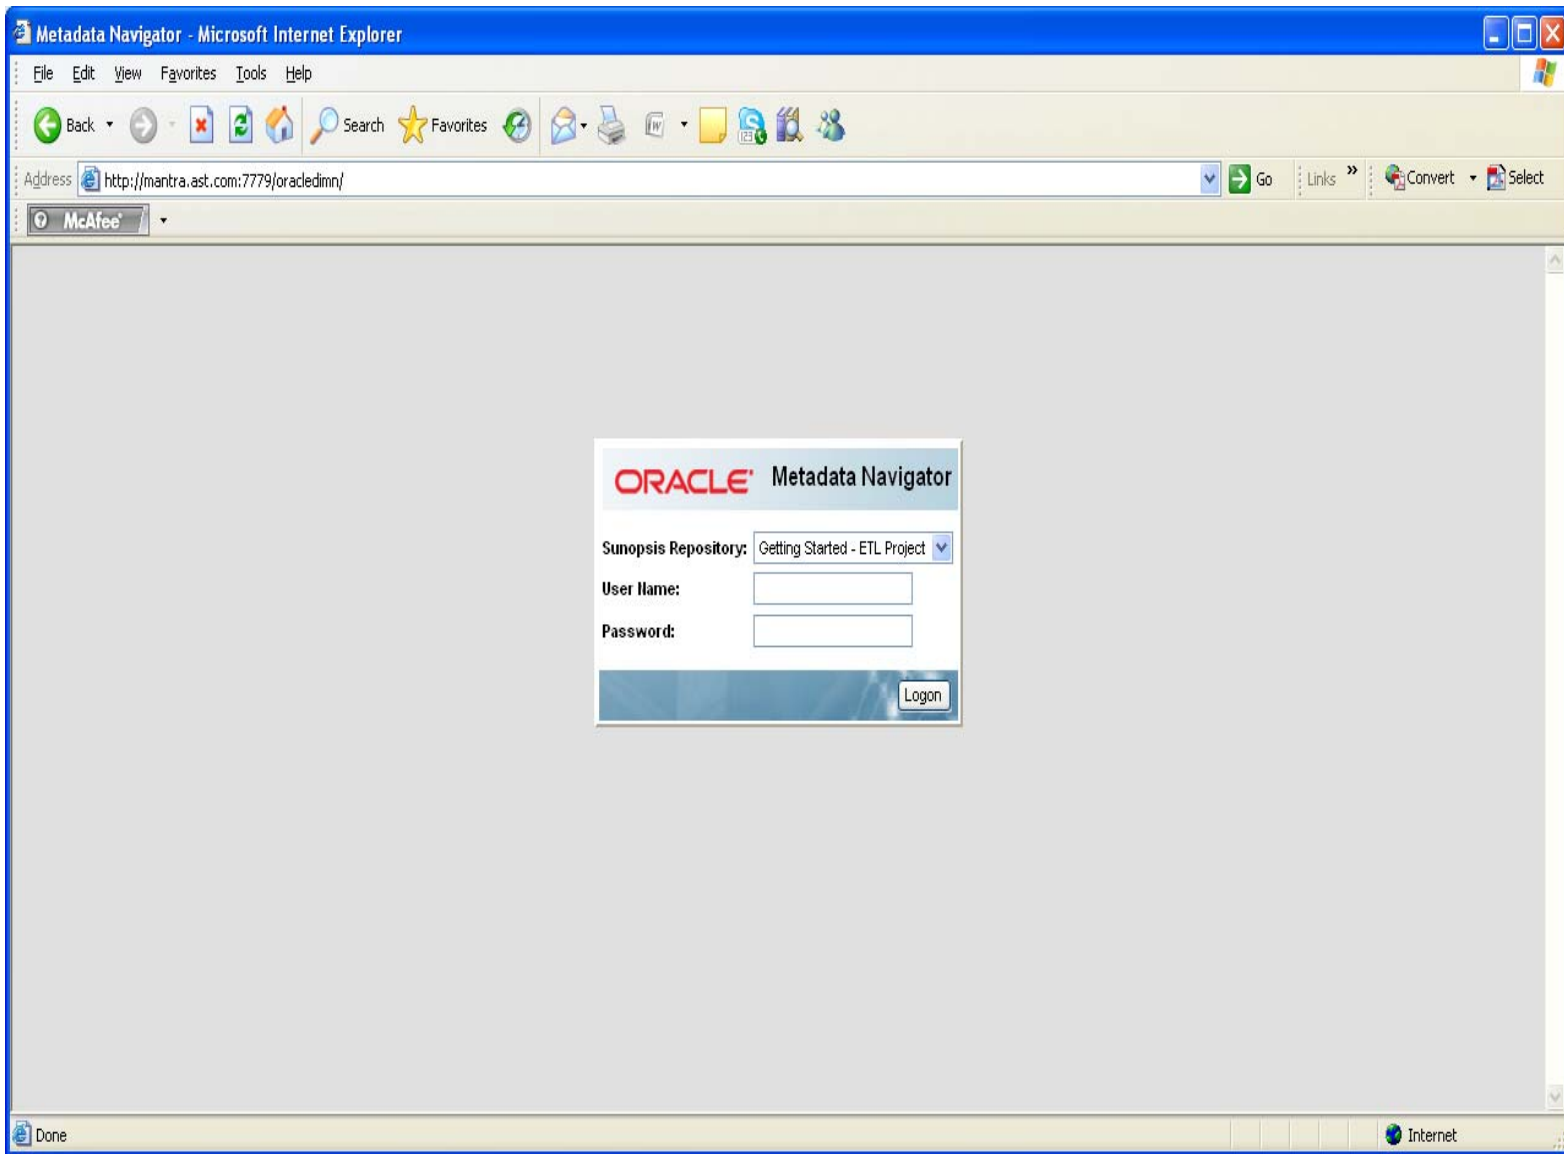 Metadata Navigator - Microsoft Internet Explorer
File Edit View Favorites Tools Help
Back Search Favorites W 123
Address http://mantra.ast.com:7779/oracledimn/ Go Links » Convert Select
McAfee
ORACLE Metadata Navigator
Sunopsis Repository: Getting Started - ETL Project
User Name:
Password:
Logon
Done Internet